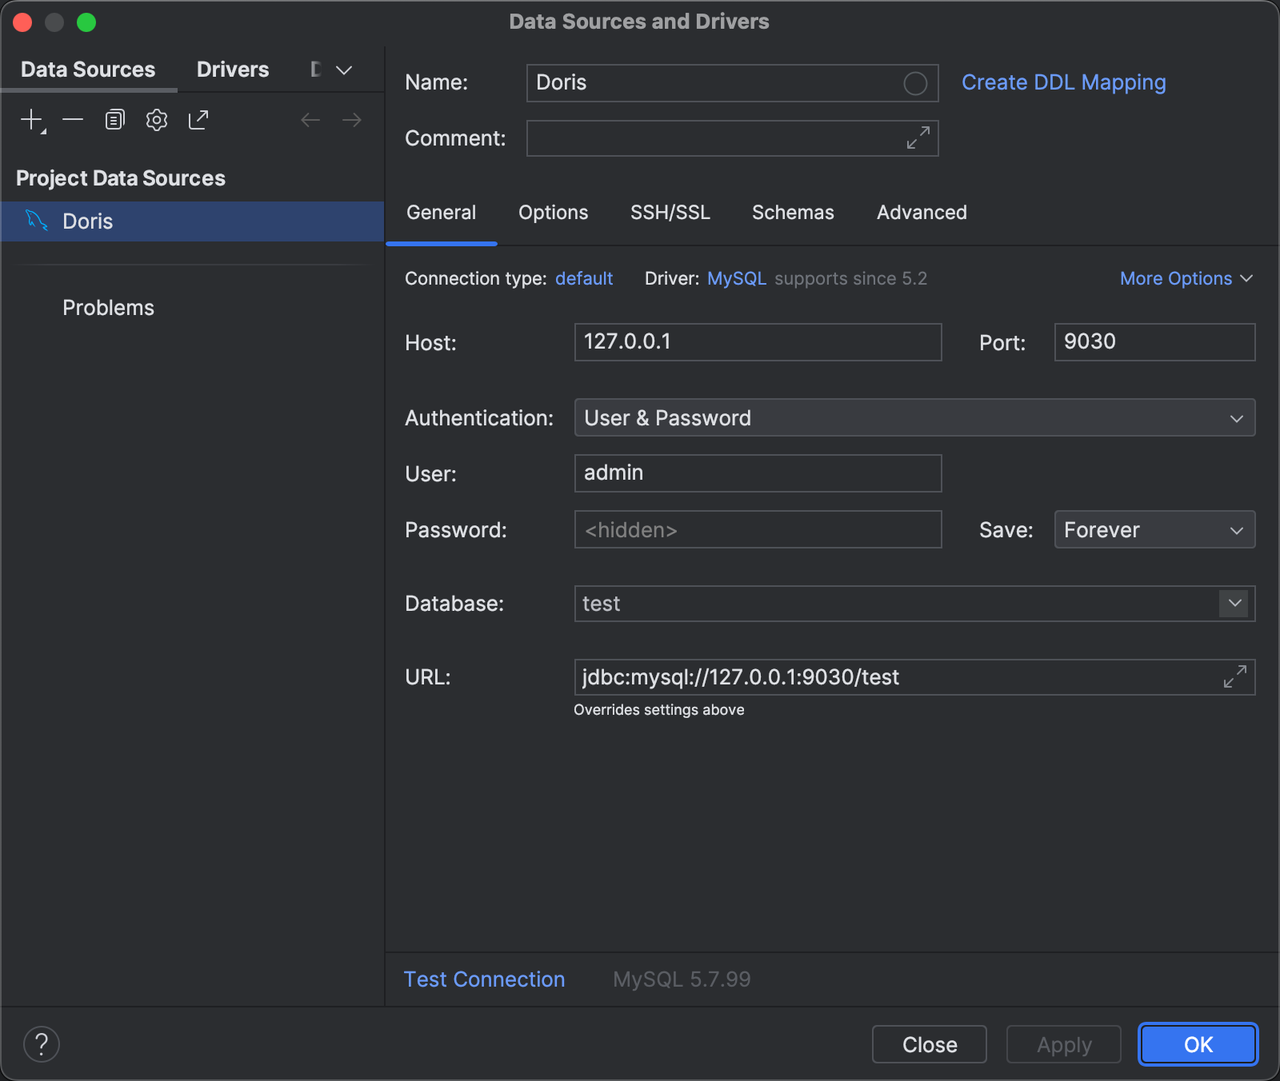 Data Sources and Drivers
Data Sources
Drivers
Project Data Sources
Doris
Problems
Name:
Doris
Create DDL Mapping
Comment:
General
Options
SSH/SSL
Schemas
Advanced
Connection type: default
Driver: MySQL supports since 5.2
More Options
Host:
127.0.0.1
Port:
9030
Authentication:
User & Password
User:
admin
Password:
<hidden>
Save:
Forever
Database:
test
URL:
jdbc:mysql://127.0.0.1:9030/test
Overrides settings above
Test Connection
MySQL 5.7.99
?
Close
Apply
OK